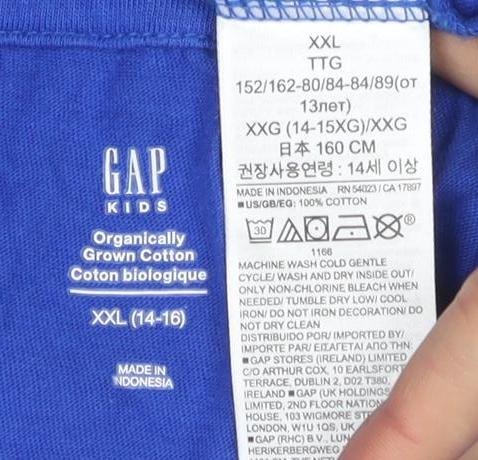 GAP
KIDS
Organically
Grown Cotton
Coton biologique
XXL (14-16)
MADE IN
INDONESIA
XXL
TTG
152/162-80/84-84/89(от
13лет)
XXG (14-15XG)/XXG
日本 160 CM
권장사용연령 : 14세 이상
MADE IN INDONESIA RN 54023 / CA 17897
■US/GB/EG: 100% COTTON
30
®
1166
MACHINE WASH COLD GENTLE
CYCLE/ WASH AND DRY INSIDE OUT/
ONLY NON-CHLORINE BLEACH WHEN
NEEDED/ TUMBLE DRY LOW/ COOL
IRON/ DO NOT IRON DECORATION/ DO
NOT DRY CLEAN
DISTRIBUIDO POR/ IMPORTED BY/
IMPORTE PAR/ ΕΙΣΑΓΕΤΑΙ ΑΠΟ ΤΗΝ:
■GAP STORES (IRELAND) LIMITED
C/O ARTHUR COX, 10 EARLSFORT
TERRACE, DUBLIN 2, D02 T380,
IRELAND ■GAP (UK HOLDINGS
LIMITED, 2ND FLOOR NATION
HOUSE, 103 WIGMORE STR
LONDON, W1U 1QS, UK
■GAP (RHC) B.V., LUN
HERIKERBERGWEG